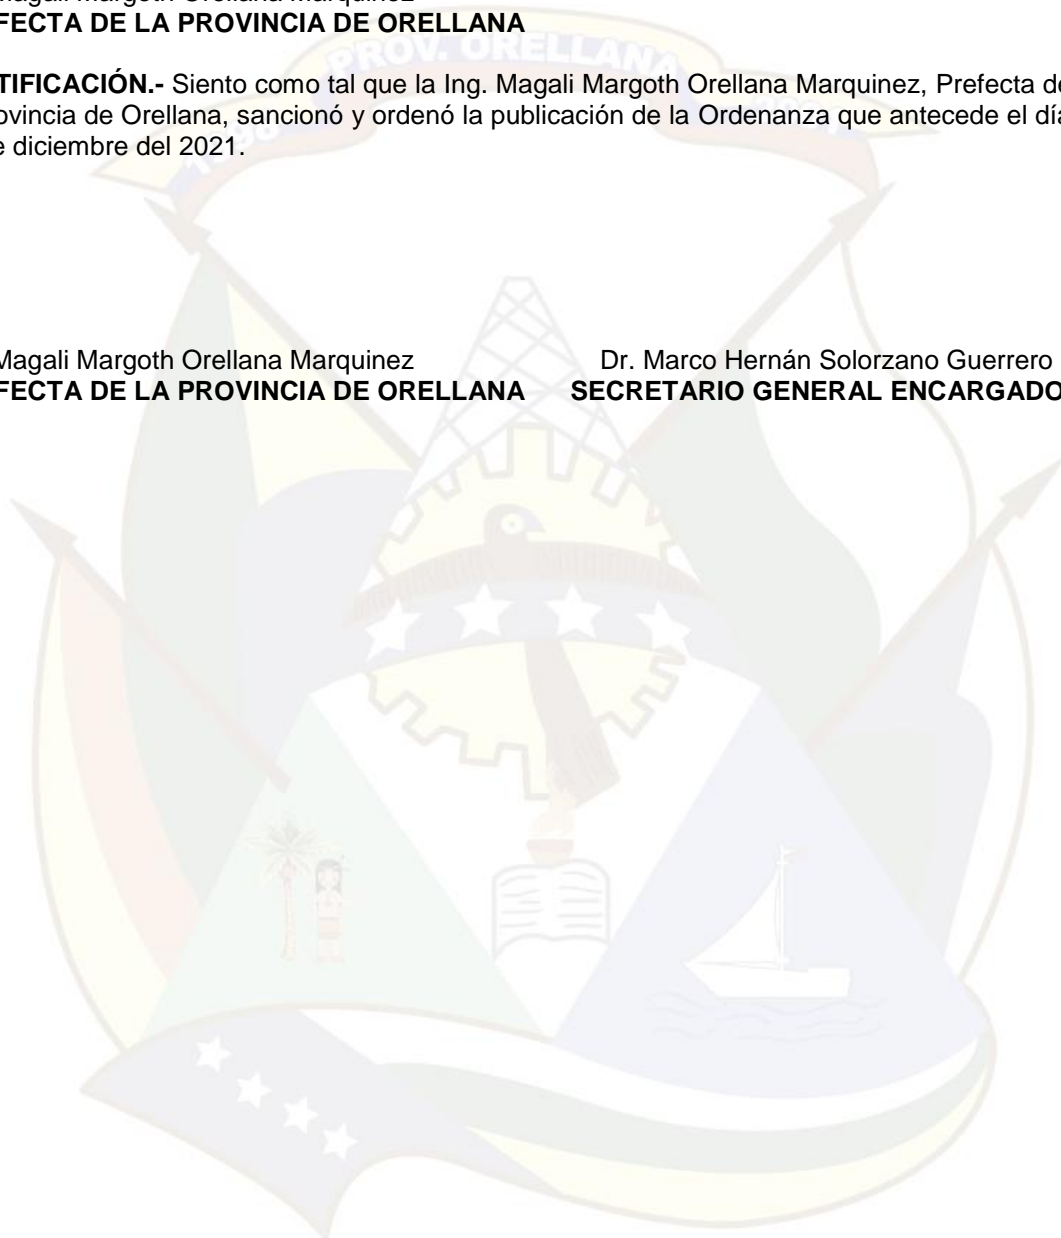 Magali Margoth Orellana Marquinez
FECTA DE LA PROVINCIA DE ORELLANA
PROV. ORELLANA
TIFICACIÓN.- Siento como tal que la Ing. Magali Margoth Orellana Marquinez, Prefecta de
ovincia de Orellana, sancionó y ordenó la publicación de la Ordenanza que antecede el día
e diciembre del 2021.
Magali Margoth Orellana Marquinez Dr. Marco Hernán Solorzano Guerrero
FECTA DE LA PROVINCIA DE ORELLANA SECRETARIO GENERAL ENCARGADO